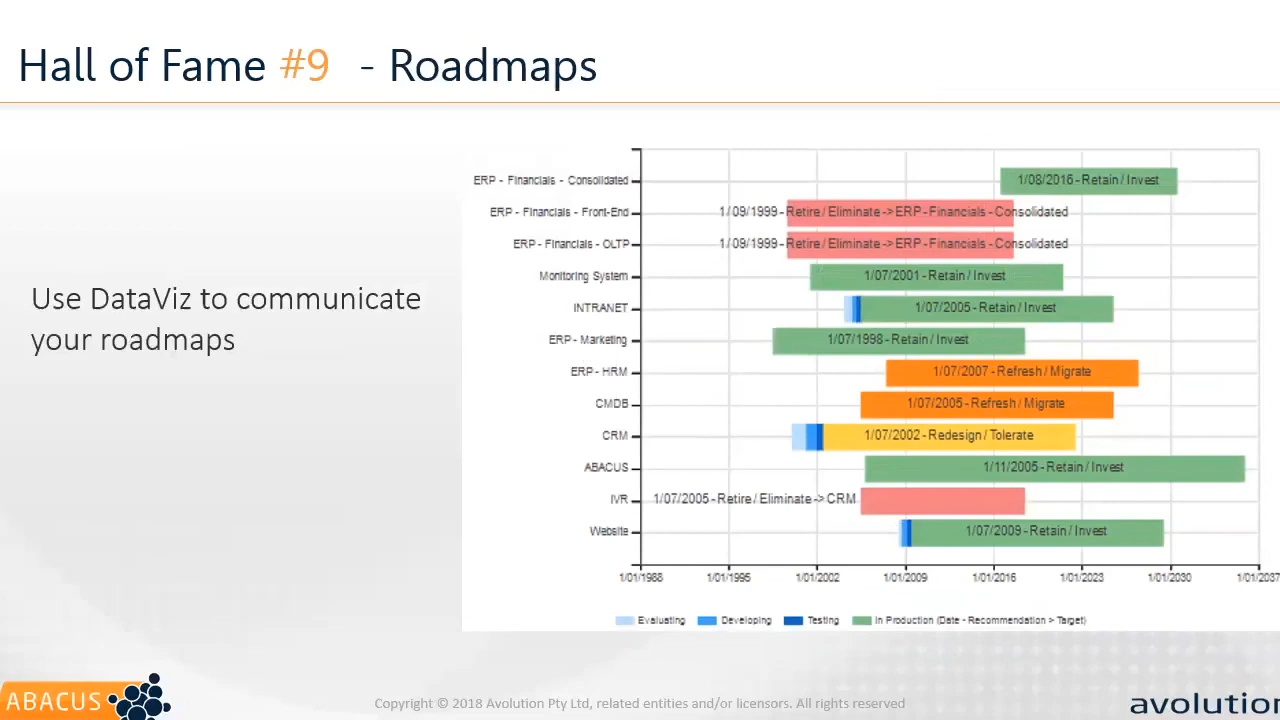 Hall of Fame #9 - Roadmaps
Use DataViz to communicate
your roadmaps
ERP - Financials - Consolidated
1/08/2016 - Retain / Invest
ERP - Financials - Front-End
1/09/1999 - Retire / Eliminate -> ERP - Financials - Consolidated
ERP - Financials - OLTP
1/09/1999 - Retire / Eliminate -> ERP - Financials - Consolidated
Monitoring System
1/07/2001 - Retain / Invest
INTRANET
1/07/2005 - Retain / Invest
ERP - Marketing
1/07/1998 - Retain / Invest
ERP - HRM
1/07/2007 - Refresh / Migrate
CMDB
1/07/2005 - Refresh / Migrate
CRM
1/07/2002 - Redesign / Tolerate
ABACUS
1/11/2005 - Retain / Invest
IVR
1/07/2005 - Retire / Eliminate -> CRM
Website
1/07/2009 - Retain / Invest
1/01/1988 1/01/1995 1/01/2002 1/01/2009 1/01/2016 1/01/2023 1/01/2030 1/01/2037
Evaluating Developing Testing In Production (Date - Recommendation > Target)
ABACUS
Copyright © 2018 Avolution Pty Ltd, related entities and/or licensors. All rights reserved
avolution